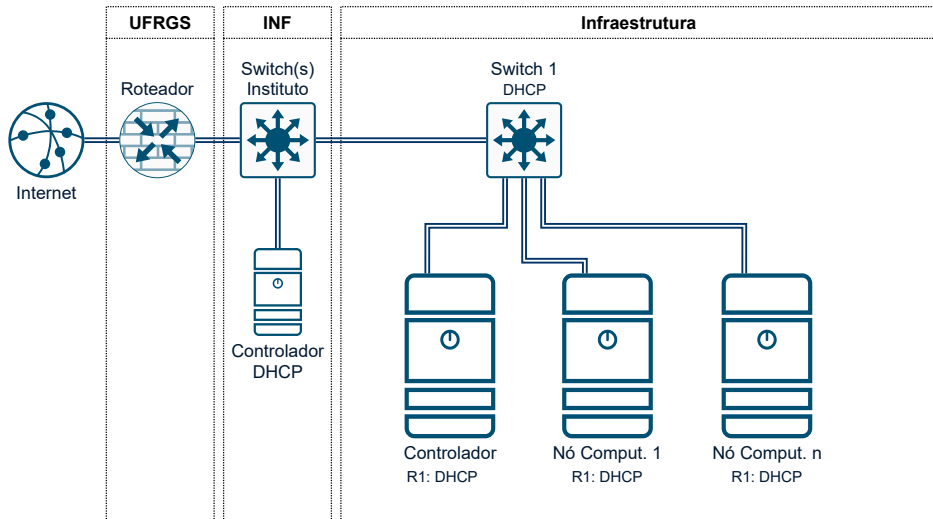 UFRGS
INF
Infraestrutura
Switch(s)
Instituto
Switch 1
DHCP
Roteador
Internet
Controlador
DHCP
Controlador
R1: DHCP
Nó Comput. 1
R1: DHCP
Nó Comput. n
R1: DHCP